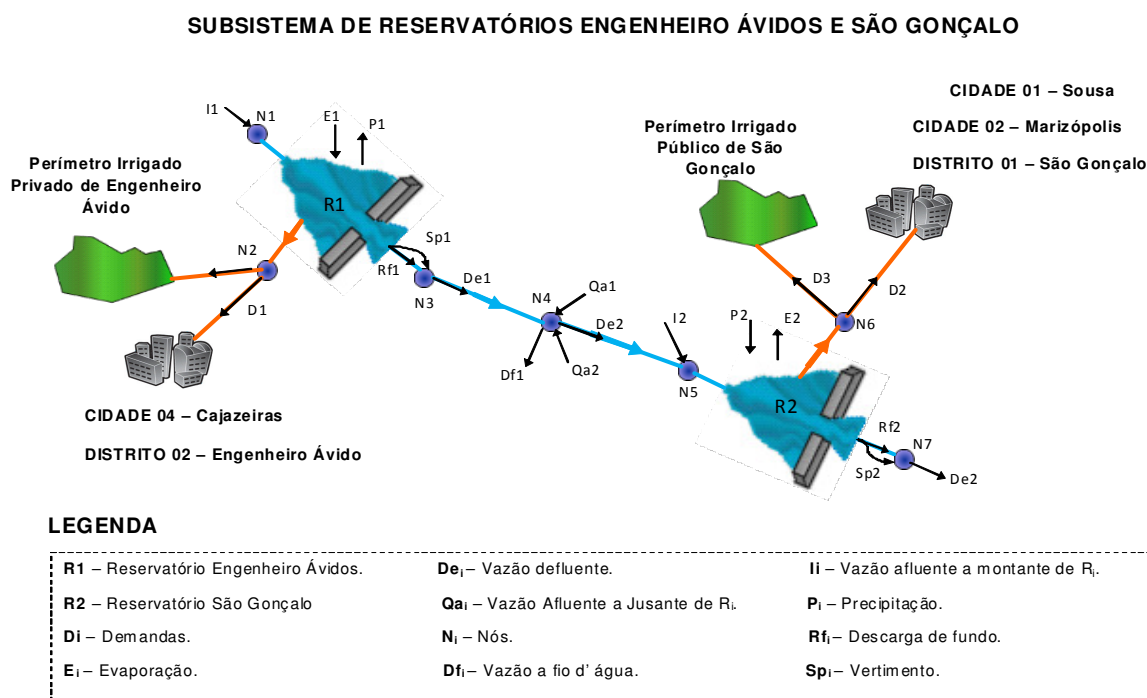 SUBSISTEMA DE RESERVATÓRIOS ENGENHEIRO ÁVIDOS E SÃO GONÇALO
CIDADE 01 – Sousa
CIDADE 02 – Marizópolis
DISTRITO 01 – São Gonçalo
Perímetro Irrigado
Público de São
Gonçalo
I1
N1
E1
P1
Perímetro Irrigado
Privado de Engenheiro
Ávido
R1
N2
D1
Sp1
Rf1
N3
De1
N4
Qa1
De2
Df1
Qa2
I2
N5
P2
E2
D3
D2
N6
R2
Rf2
N7
Sp2
De2
CIDADE 04 – Cajazeiras
DISTRITO 02 – Engenheiro Ávido
LEGENDA
R1 – Reservatório Engenheiro Ávidos.
R2 – Reservatório São Gonçalo
Di – Demandas.
Ei – Evaporação.
Dei – Vazão defluente.
Qai – Vazão Afluente a Jusante de Ri.
Ni – Nós.
Dfi – Vazão a fio d' água.
Ii – Vazão afluente a montante de Ri.
Pi – Precipitação.
Rfi – Descarga de fundo.
Spi – Vertimento.